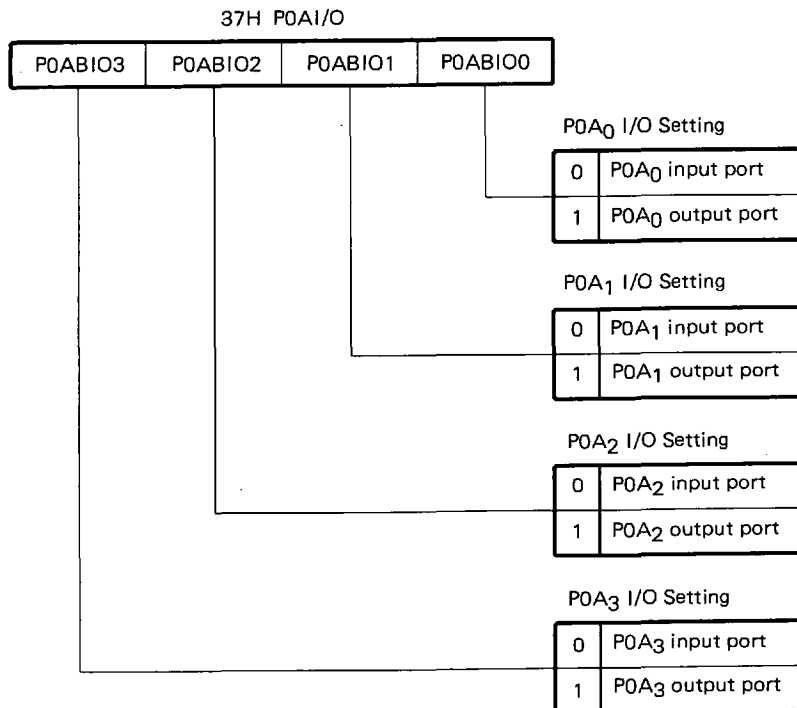 37H P0AI/O
P0ABIO3 P0ABIO2 P0ABIO1 P0ABIO0
P0A0 I/O Setting
0 P0A0 input port
1 P0A0 output port
P0A1 I/O Setting
0 P0A1 input port
1 P0A1 output port
P0A2 I/O Setting
0 P0A2 input port
1 P0A2 output port
P0A3 I/O Setting
0 P0A3 input port
1 P0A3 output port